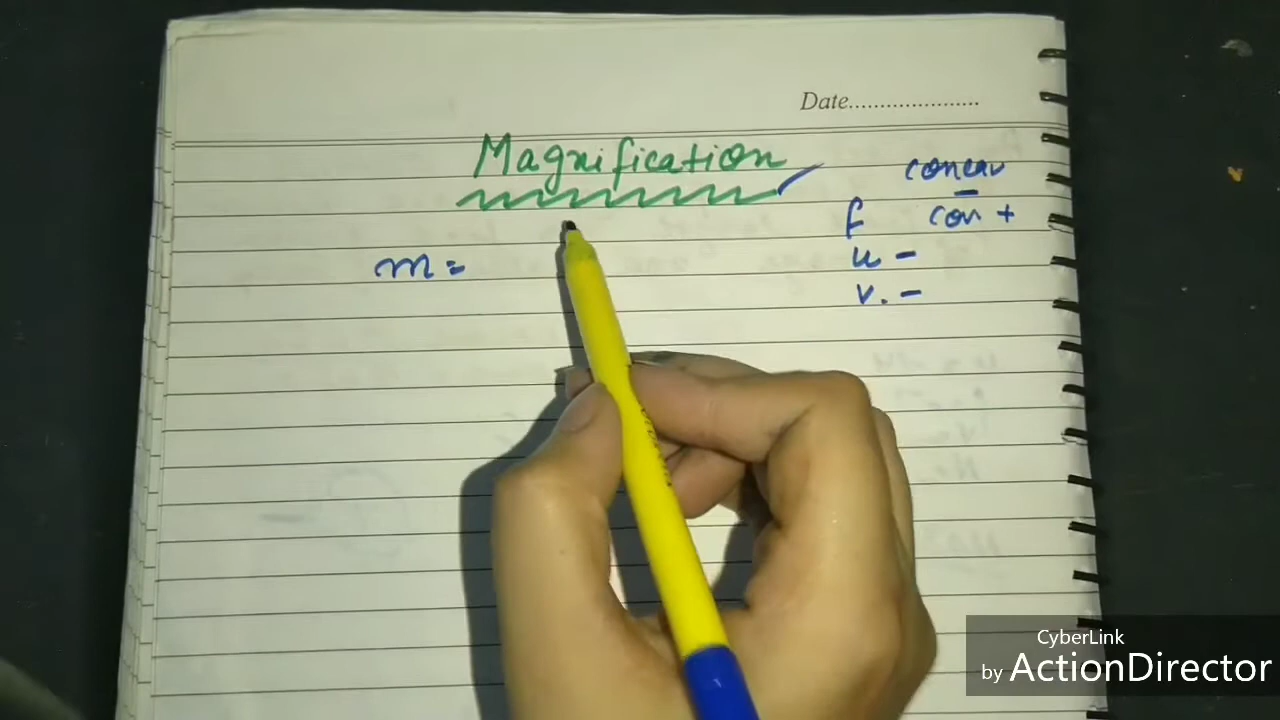 Date.....................
Magnification
concav
-
f con +
m =
u -
v. -
CyberLink
by ActionDirector